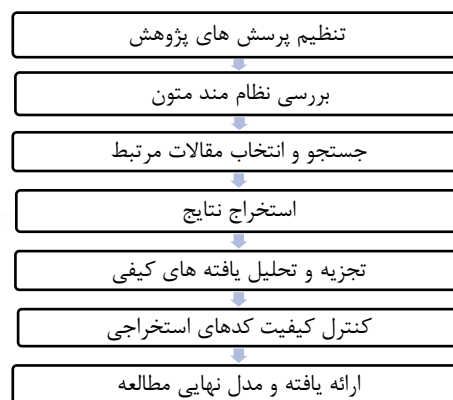 تنظیم پرسش های پژوهش
بررسی نظام مند متون
جستجو و انتخاب مقالات مرتبط
استخراج نتایج
تجزیه و تحلیل یافته های کیفی
کنترل کیفیت کدهای استخراجی
ارائه یافته و مدل نهایی مطالعه